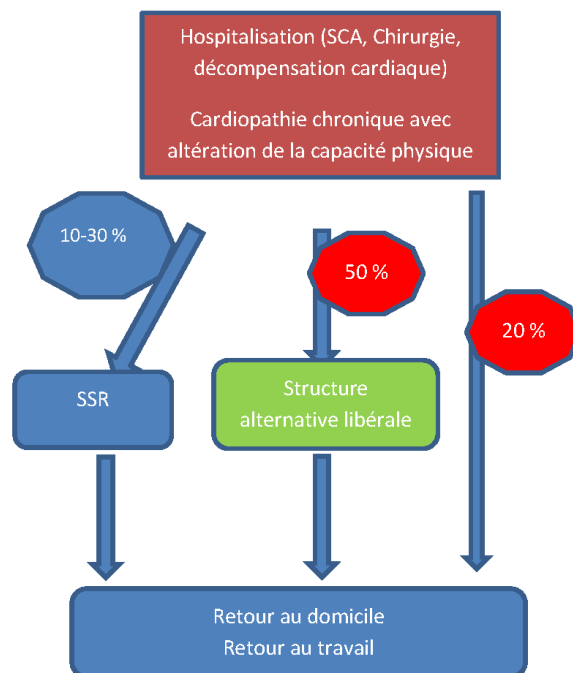 Hospitalisation (SCA, Chirurgie,
décompensation cardiaque)
Cardiopathie chronique avec
altération de la capacité physique
10-30 %
50 %
20 %
SSR
Structure
alternative libérale
Retour au domicile
Retour au travail